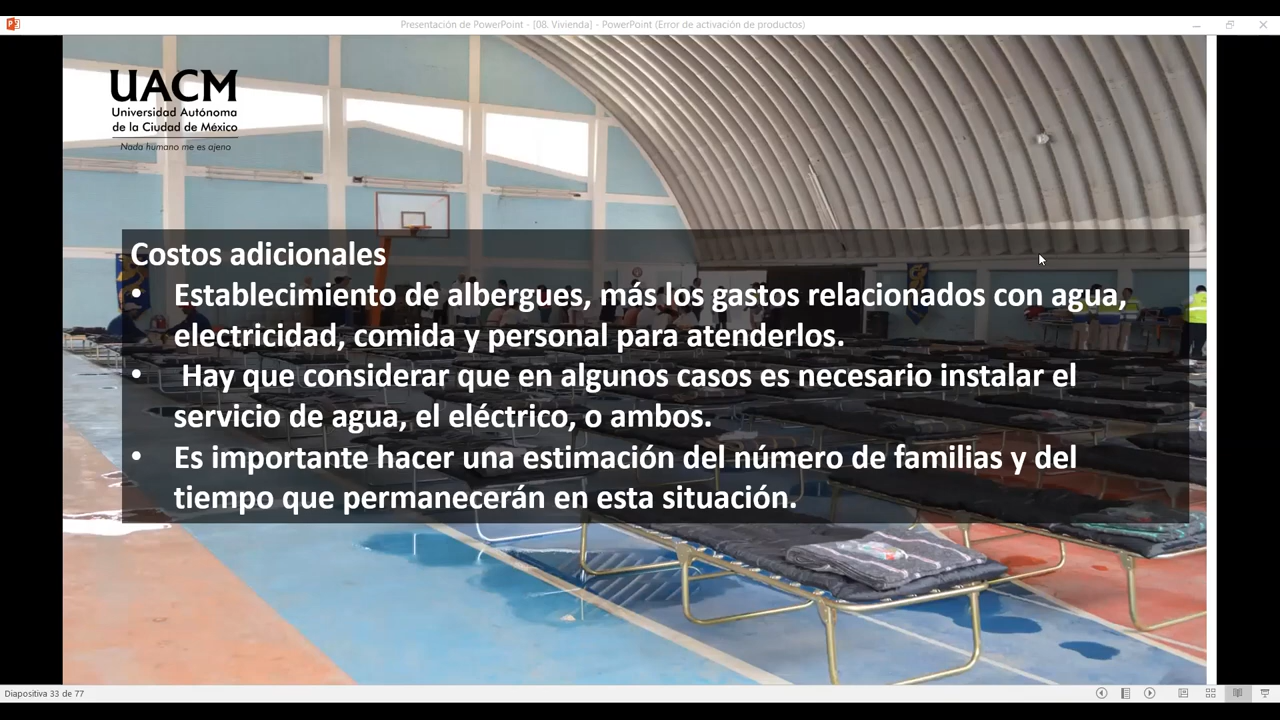 Presentación de PowerPoint - [08. Vivienda] - PowerPoint (Error de activación de productos)
UACM
Universidad Autónoma
de la Ciudad de México
Nada humano me es ajeno
Costos adicionales
• Establecimiento de albergues, más los gastos relacionados con agua,
electricidad, comida y personal para atenderlos.
• Hay que considerar que en algunos casos es necesario instalar el
servicio de agua, el eléctrico, o ambos.
• Es importante hacer una estimación del número de familias y del
tiempo que permanecerán en esta situación.
Diapositiva 33 de 77